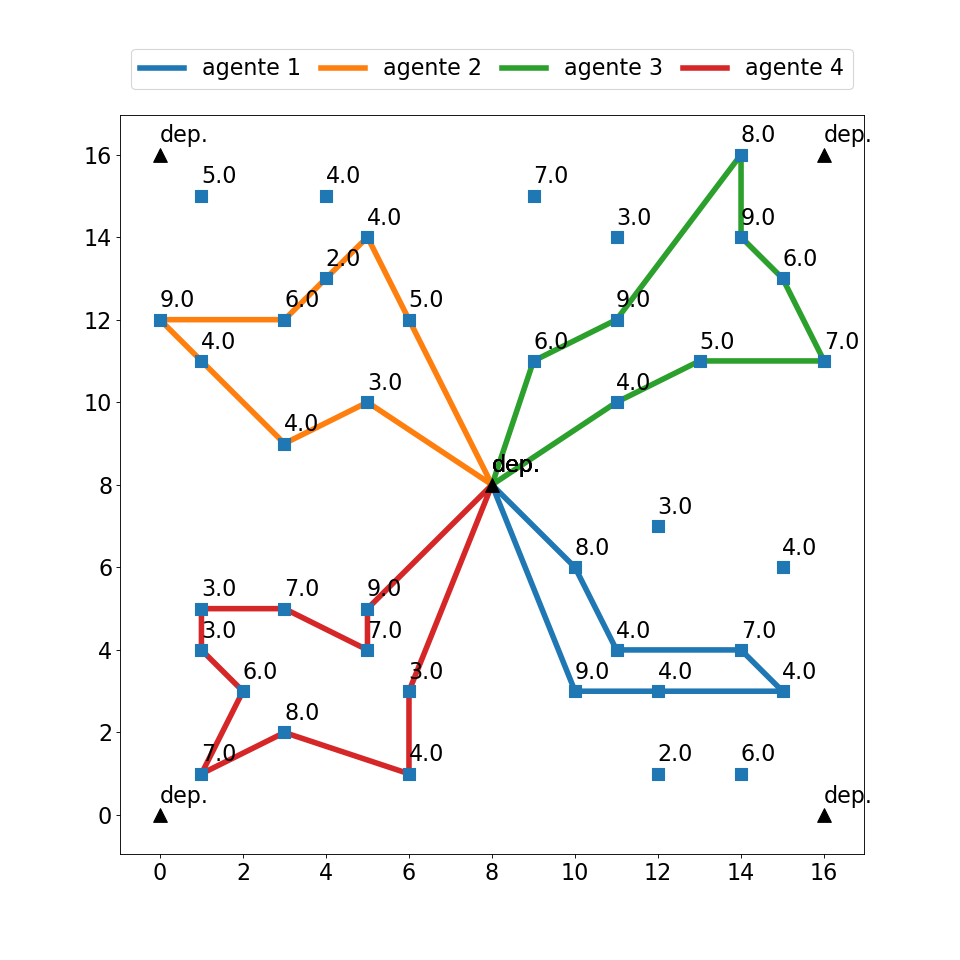 agente 1 agente 2 agente 3 agente 4
dep. 8.0 dep.
16
5.0 4.0 7.0
4.0 3.0 9.0
14
2.0 6.0
9.0 6.0 5.0 9.0
12
4.0 6.0 5.0 7.0
3.0 4.0
10
4.0
dep.
dep.
8
3.0
8.0 4.0
6
3.0 7.0 9.0
3.0 7.0 4.0 7.0
4
6.0 3.0 9.0 4.0 4.0
8.0
2
7.0 4.0 2.0 6.0
dep. dep.
0
0 2 4 6 8 10 12 14 16